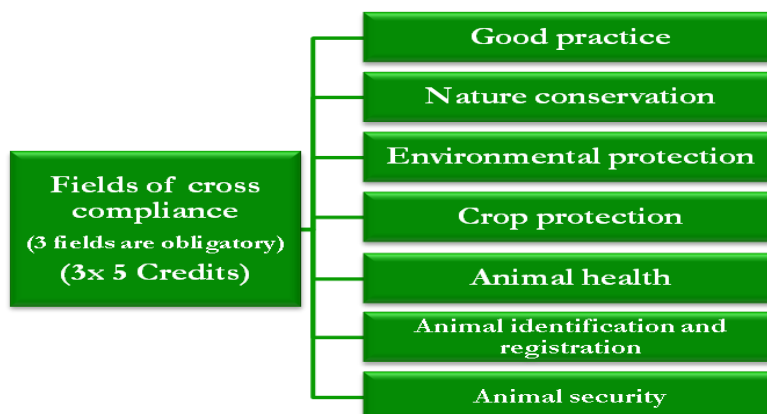 Fields of cross
compliance
(3 fields are obligatory)
(3x 5 Credits)
Good practice
Nature conservation
Environmental protection
Crop protection
Animal health
Animal identification and
registration
Animal security